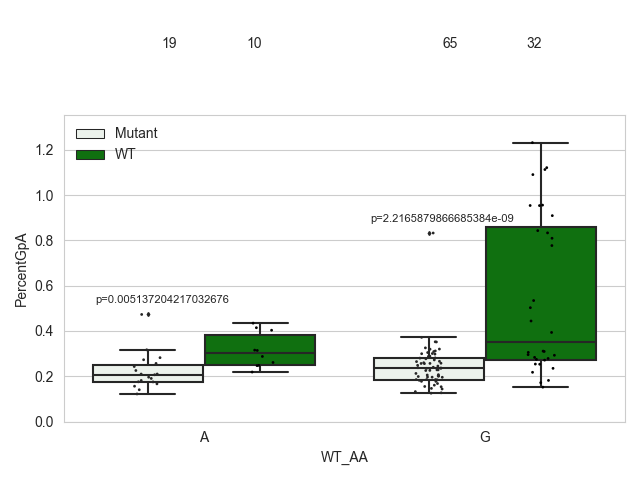 19 10 65 32
Mutant
WT
1.2
1.0
p=2.2165879866685384e-09
0.8
0.6
p=0.005137204217032676
0.4
0.2
0.0
PercentGpA
A G
WT_AA